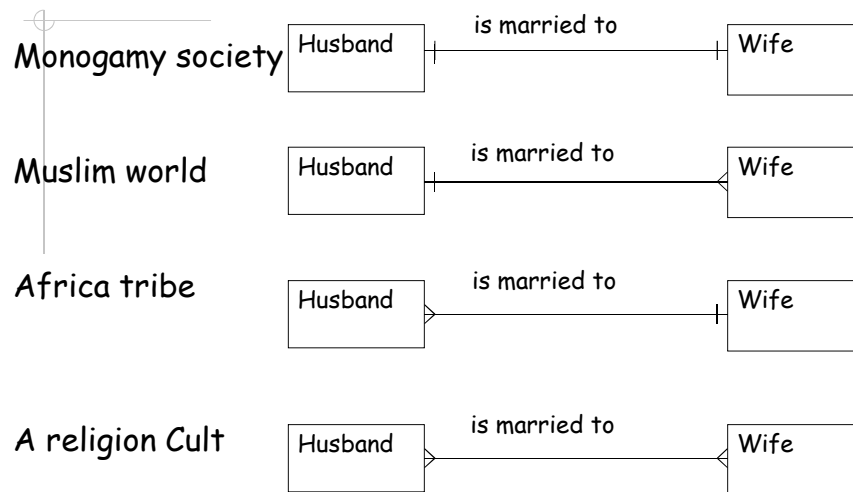 Monogamy society Husband is married to Wife
Muslim world Husband is married to Wife
Africa tribe Husband is married to Wife
A religion Cult Husband is married to Wife